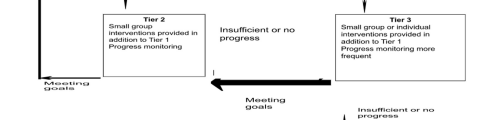 Tier 2
Small group
interventions provided in
addition to Tier 1
Progress monitoring
Insufficient or no
progress
Tier 3
Small group or individual
interventions provided in
addition to Tier 1
Progress monitoring more
frequent
Meeting
goals
Meeting
goals
Insufficient or no
progress